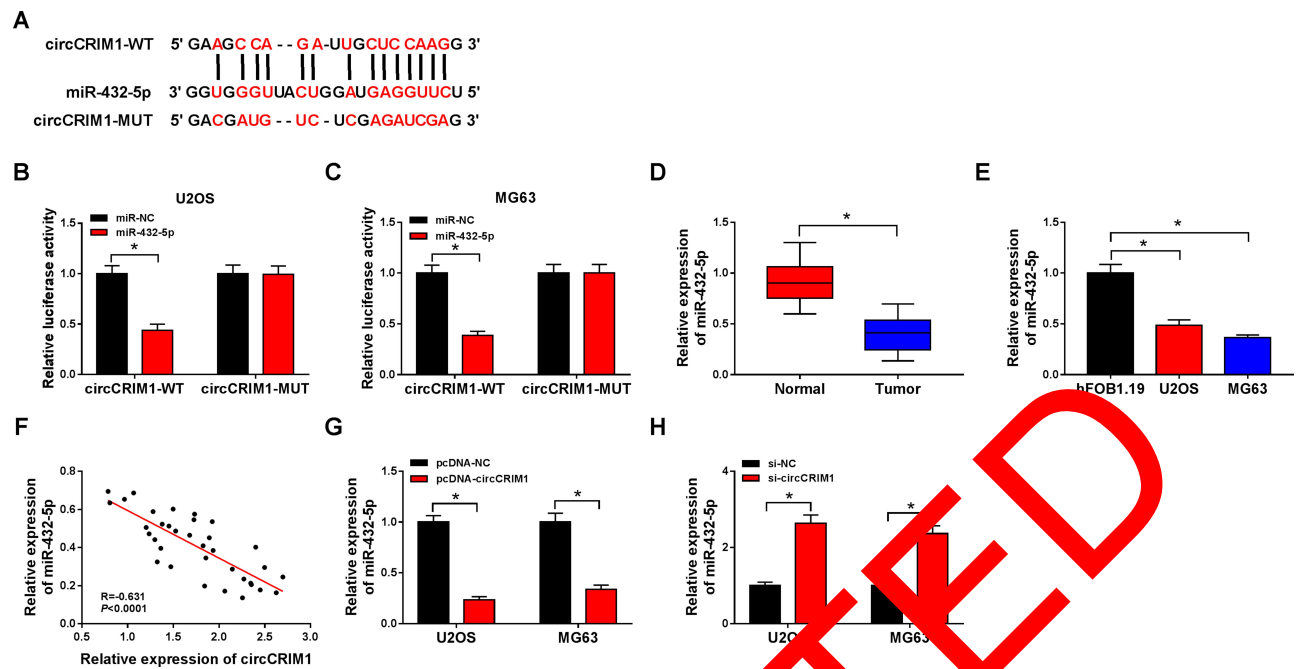 A
circCRIM1-WT 5' GAAGCCA - - GA-UUGCUCCAAGG 3'
miR-432-5p 3' GGUGGGUUACUGGAUGAGGUUCU 5'
circCRIM1-MUT 5' GACGAUG - - UC - UCGAGAUCGAG 3'
B
U2OS
Relative luciferase activity
miR-NC
miR-432-5p
*
1.5
1.0
0.5
0.0
circCRIM1-WT circCRIM1-MUT
C
MG63
Relative luciferase activity
miR-NC
miR-432-5p
*
1.5
1.0
0.5
0.0
circCRIM1-WT circCRIM1-MUT
D
Relative expression
of miR-432-5p
*
1.5
1.0
0.5
0.0
Normal Tumor
E
Relative expression
of miR-432-5p
*
*
1.5
1.0
0.5
0.0
hFOB1.19 U2OS MG63
F
Relative expression
of miR-432-5p
0.8
0.6
0.4
0.2
0.0
R=-0.631
P<0.0001
0.5 1.0 1.5 2.0 2.5 3.0
Relative expression of circCRIM1
G
Relative expression
of miR-432-5p
pcDNA-NC
pcDNA-circCRIM1
* *
1.5
1.0
0.5
0.0
U2OS MG63
H
Relative expression
of miR-432-5p
si-NC
si-circCRIM1
* *
4
2
0
MG63
TED